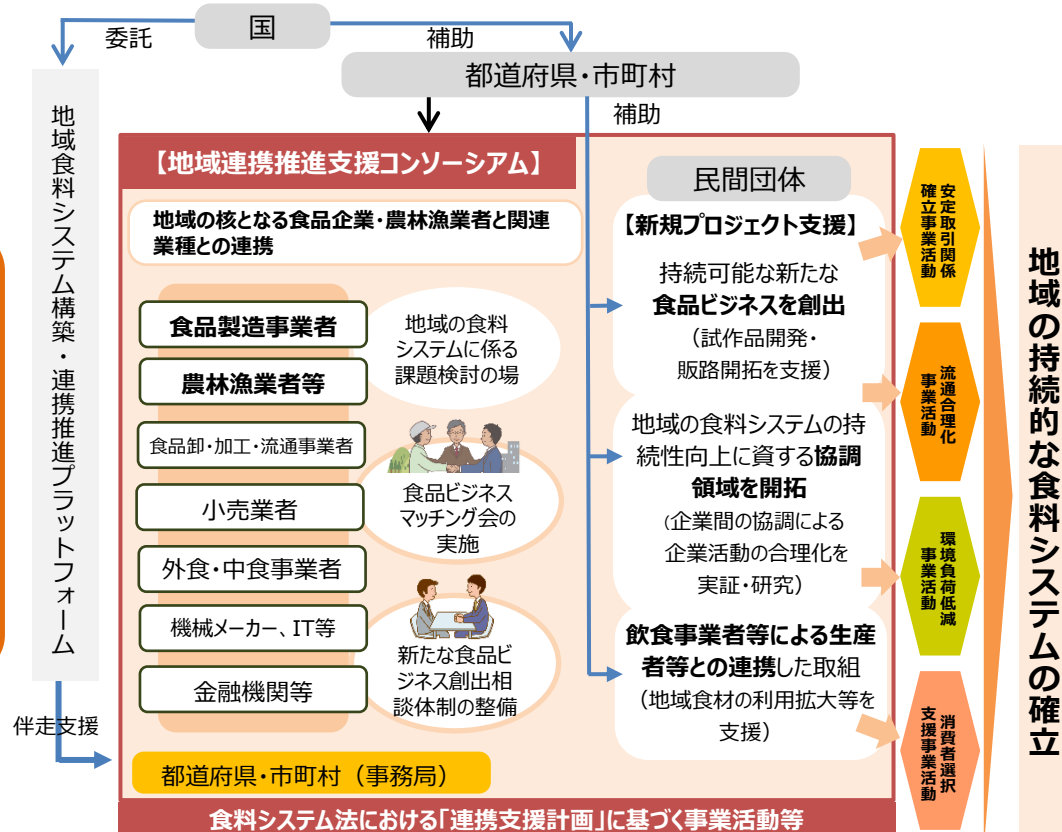 国
委託
補助
都道府県・市町村
補助
地域食料システム構築・連携推進プラットフォーム
伴走支援
【地域連携推進支援コンソーシアム】
地域の核となる食品企業・農林漁業者と関連
業種との連携
食品製造事業者
農林漁業者等
食品卸・加工・流通事業者
小売業者
外食・中食事業者
機械メーカー、IT等
金融機関等
地域の食料
システムに係る
課題検討の場
食品ビジネス
マッチング会の
実施
新たな食品ビ
ジネス創出相
談体制の整備
都道府県・市町村（事務局）
民間団体
【新規プロジェクト支援】
持続可能な新たな
食品ビジネスを創出
（試作品開発・
販路開拓を支援）
地域の食料システムの持
続性向上に資する協調
領域を開拓
（企業間の協調による
企業活動の合理化を
実証・研究）
飲食事業者等による生産
者等との連携した取組
（地域食材の利用拡大等を
支援）
食料システム法における「連携支援計画」に基づく事業活動等
安定取引関係
確立事業活動
流通合理化
事業活動
環境負荷低減
事業活動
消費者選択
支援事業活動
地域の持続的な食料システムの確立